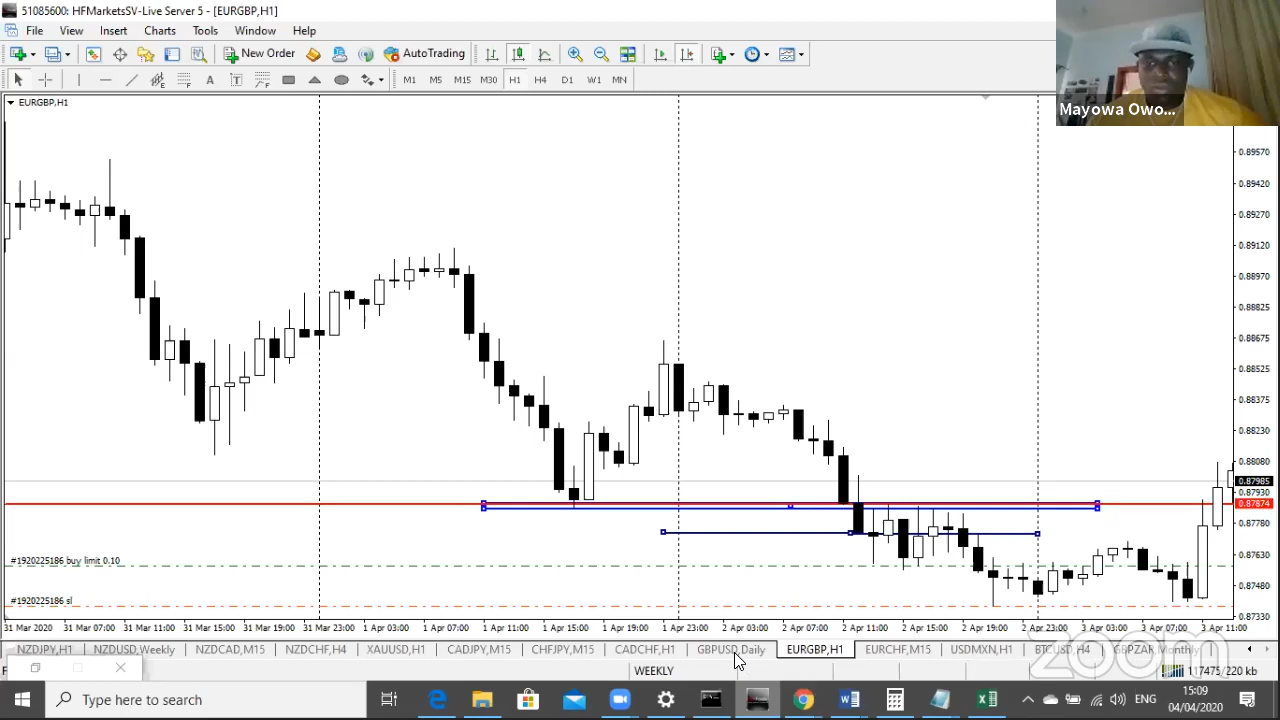 51085600: HFMarketsSV-Live Server 5 - [EURGBP,H1]
File View Insert Charts Tools Window Help
New Order AutoTrading
M1 M5 M15 M30 H1 H4 D1 W1 MN
EURGBP,H1
Mayowa Owo...
0.89570
0.89420
0.89270
0.89120
0.88970
0.88825
0.88675
0.88525
0.88375
0.88230
0.88080
0.87985
0.87930
0.87874
0.87780
0.87630
0.87480
0.87330
#1920225186 buy limit 0.10
#1920225186 sl
31 Mar 2020 31 Mar 07:00 31 Mar 11:00 31 Mar 15:00 31 Mar 19:00 31 Mar 23:00 1 Apr 03:00 1 Apr 07:00 1 Apr 11:00 1 Apr 15:00 1 Apr 19:00 1 Apr 23:00 2 Apr 03:00 2 Apr 07:00 2 Apr 11:00 2 Apr 15:00 2 Apr 19:00 2 Apr 23:00 3 Apr 03:00 3 Apr 07:00 3 Apr 11:00
NZDJPY,H1 NZDUSD,Weekly NZDCAD,M15 NZDCHF,H4 XAUUSD,H1 CADJPY,M15 CHFJPY,M15 CADCHF,H1 GBPUSD,Daily EURGBP,H1 EURCHF,M15 USDMXN,H1 BTCUSD,H4 GBPZAR,Monthly
zoom
F WEEKLY 117475/220 kb
Type here to search
ENG
15:09
04/04/2020